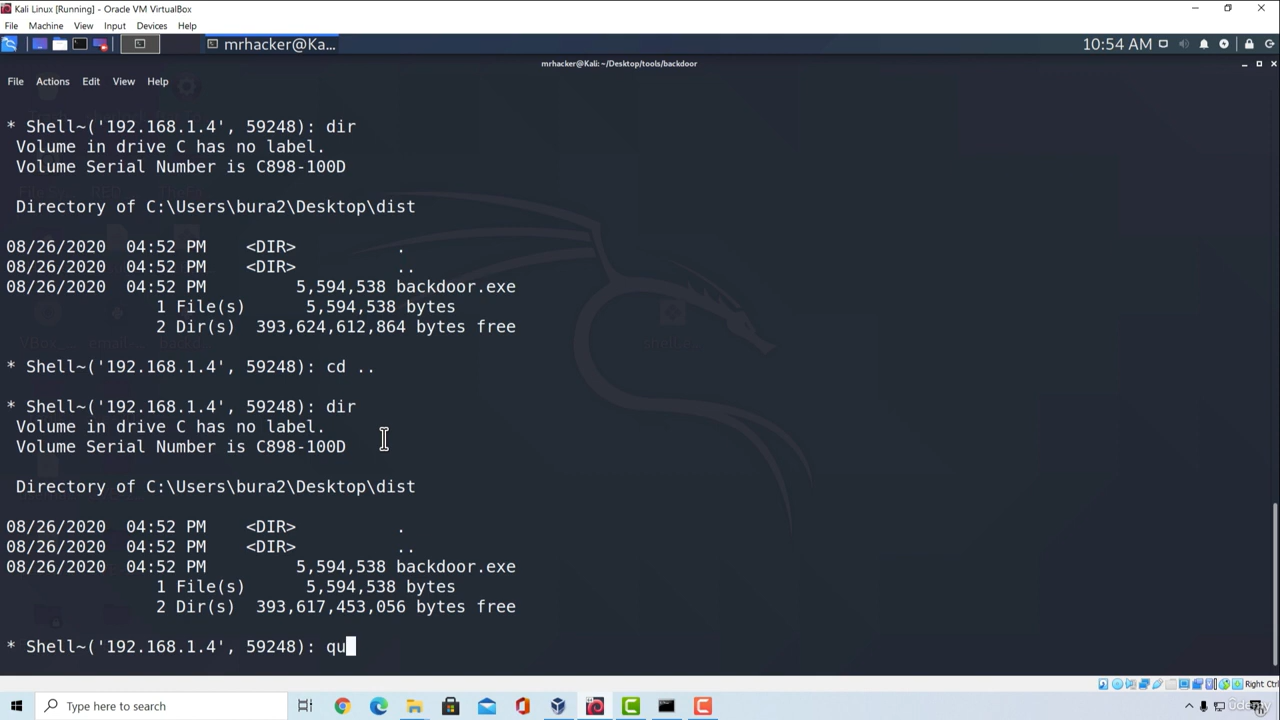 Kali Linux [Running] - Oracle VM VirtualBox
File Machine View Input Devices Help
mrhacker@Ka...
10:54 AM
mrhacker@Kali: ~/Desktop/tools/backdoor
File Actions Edit View Help
* Shell~('192.168.1.4', 59248): dir
Volume in drive C has no label.
Volume Serial Number is C898-100D
Directory of C:\Users\bura2\Desktop\dist
08/26/2020 04:52 PM <DIR> .
08/26/2020 04:52 PM <DIR> ..
08/26/2020 04:52 PM 5,594,538 backdoor.exe
1 File(s) 5,594,538 bytes
2 Dir(s) 393,624,612,864 bytes free
* Shell~('192.168.1.4', 59248): cd ..
* Shell~('192.168.1.4', 59248): dir
Volume in drive C has no label.
Volume Serial Number is C898-100D
Directory of C:\Users\bura2\Desktop\dist
08/26/2020 04:52 PM <DIR> .
08/26/2020 04:52 PM <DIR> ..
08/26/2020 04:52 PM 5,594,538 backdoor.exe
1 File(s) 5,594,538 bytes
2 Dir(s) 393,617,453,056 bytes free
* Shell~('192.168.1.4', 59248): qu
Right Ctrl
Type here to search
Udemy